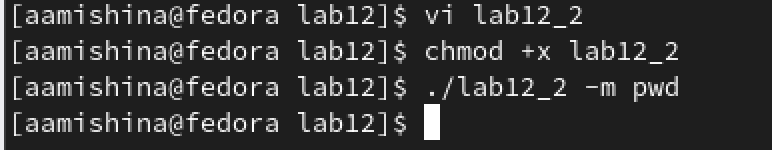 [aamishina@fedora lab12]$ vi lab12_2
[aamishina@fedora lab12]$ chmod +x lab12_2
[aamishina@fedora lab12]$ ./lab12_2 -m pwd
[aamishina@fedora lab12]$